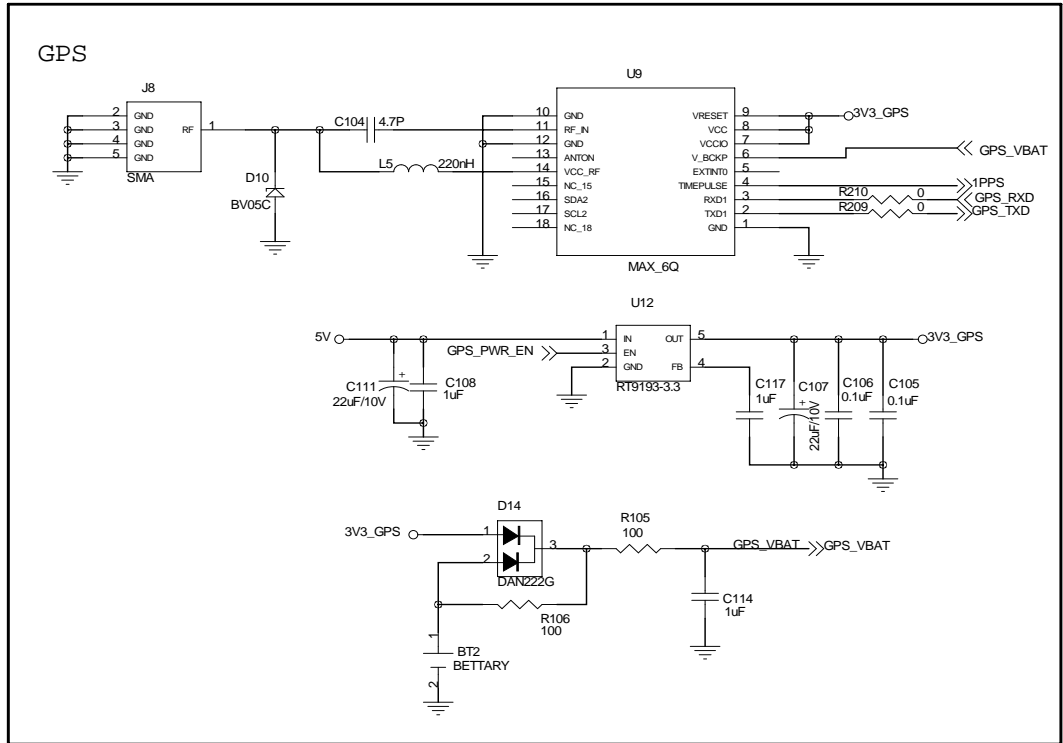 GPS
J8
2 GND
3 GND
4 GND
5 GND
RF 1
SMA
D10
BV05C
C104 4.7P
L5 220nH
U9
10 GND
11 RF_IN
12 GND
13 ANTON
14 VCC_RF
15 NC_15
16 SDA2
17 SCL2
18 NC_18
VRESET 9
VCC 8
VCCIO 7
V_BCKP 6
EXTINT0 5
TIMEPULSE 4
RXD1 3
TXD1 2
GND 1
MAX_6Q
3V3_GPS
GPS_VBAT
1PPS
R210 0 GPS_RXD
R209 0 GPS_TXD
U12
5V
GPS_PWR_EN
1 IN
3 EN
2 GND
OUT 5
FB 4
RT9193-3.3
3V3_GPS
C111
22uF/10V
+
C108
1uF
C117
1uF
C107
22uF/10V
+
C106
0.1uF
C105
0.1uF
D14
3V3_GPS
1
2
3
DAN222G
R105
100
GPS_VBAT
GPS_VBAT
R106
100
C114
1uF
1
BT2
BETTARY
2